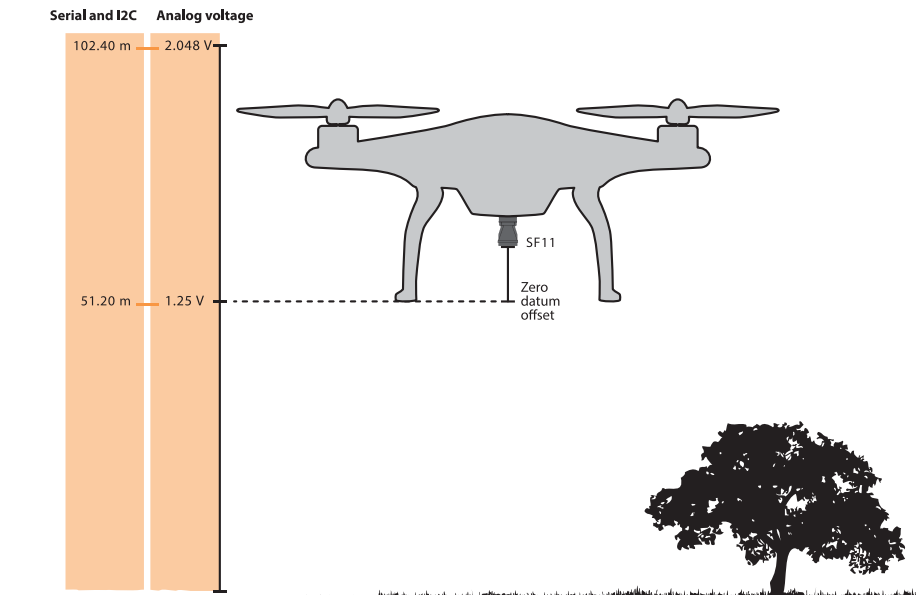 Serial and I2C
Analog voltage
102.40 m
2.048 V
SF11
51.20 m
1.25 V
Zero
datum
offset